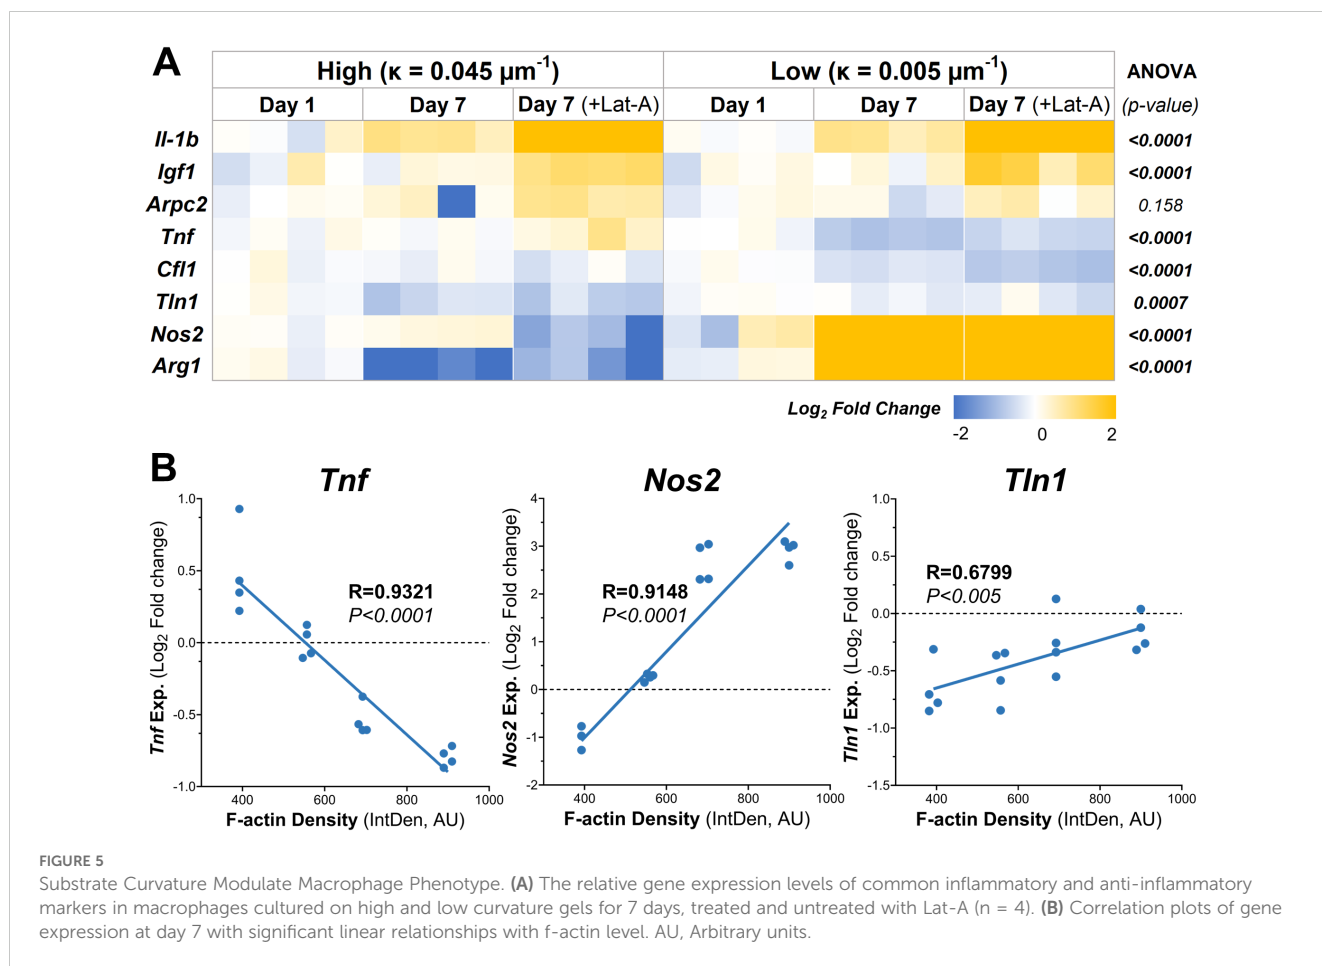 A
High (κ = 0.045 µm-1)
Low (κ = 0.005 µm-1)
ANOVA
Day 1
Day 7
Day 7 (+Lat-A)
Day 1
Day 7
Day 7 (+Lat-A)
(p-value)
Il-1b
<0.0001
Igf1
<0.0001
Arpc2
0.158
Tnf
<0.0001
Cfl1
<0.0001
Tln1
0.0007
Nos2
<0.0001
Arg1
<0.0001
Log2 Fold Change
-2
0
2
B
Tnf
Tnf Exp. (Log2 Fold change)
1.0
0.5
0.0
-0.5
-1.0
R=0.9321
P<0.0001
400
600
800
1000
F-actin Density (IntDen, AU)
Nos2
Nos2 Exp. (Log2 Fold change)
4
3
2
1
0
-1
-2
R=0.9148
P<0.0001
400
600
800
1000
F-actin Density (IntDen, AU)
Tln1
Tln1 Exp. (Log2 Fold change)
1.0
0.5
0.0
-0.5
-1.0
-1.5
R=0.6799
P<0.005
400
600
800
1000
F-actin Density (IntDen, AU)
FIGURE 5
Substrate Curvature Modulate Macrophage Phenotype. (A) The relative gene expression levels of common inflammatory and anti-inflammatory
markers in macrophages cultured on high and low curvature gels for 7 days, treated and untreated with Lat-A (n = 4). (B) Correlation plots of gene
expression at day 7 with significant linear relationships with f-actin level. AU, Arbitrary units.